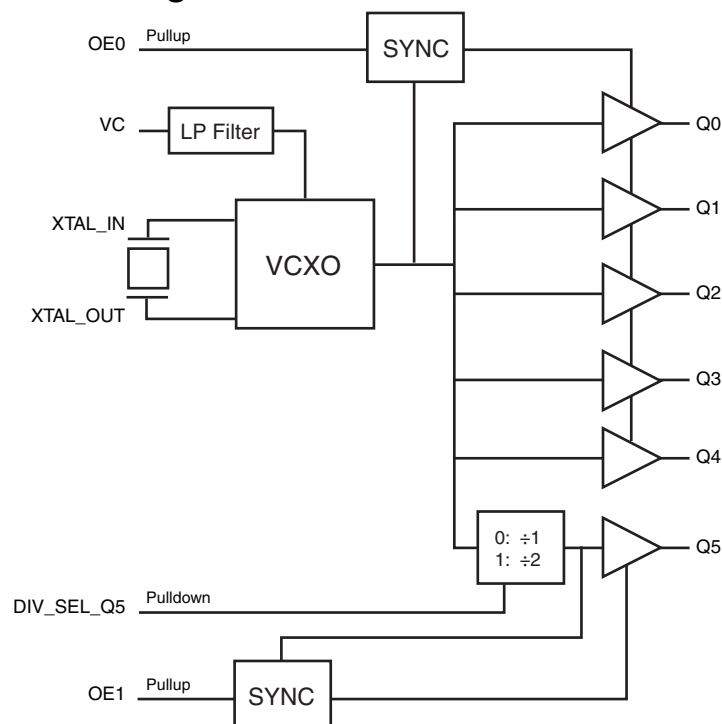 OE0 Pullup
SYNC
VC
LP Filter
Q0
XTAL_IN
VCXO
XTAL_OUT
Q1
Q2
Q3
Q4
0: ÷1
1: ÷2
Q5
DIV_SEL_Q5 Pulldown
OE1 Pullup
SYNC